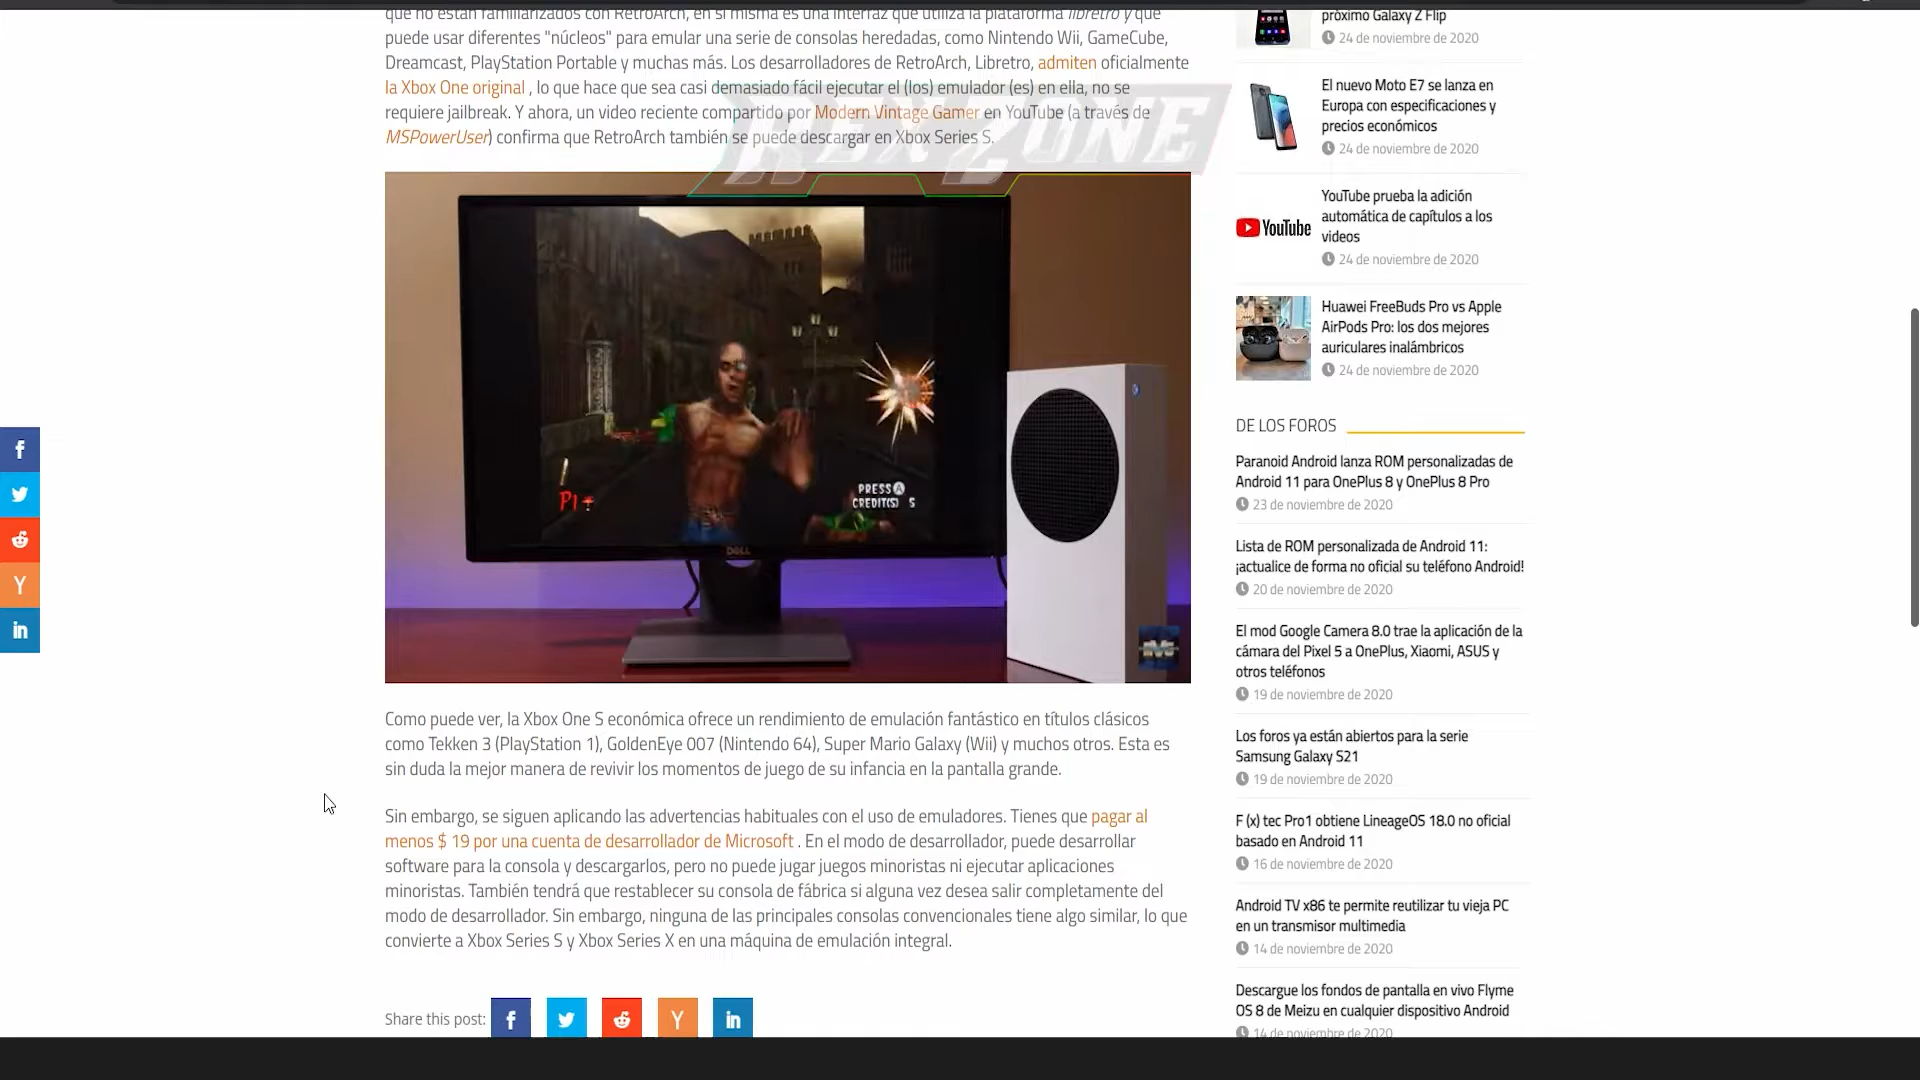 que no están familiarizados con RetroArch, en sí misma es una interfaz que utiliza la plataforma libretro y que
puede usar diferentes "núcleos" para emular una serie de consolas heredadas, como Nintendo Wii, GameCube,
Dreamcast, PlayStation Portable y muchas más. Los desarrolladores de RetroArch, Libretro, admiten oficialmente
la Xbox One original , lo que hace que sea casi demasiado fácil ejecutar el (los) emulador (es) en ella, no se
requiere jailbreak. Y ahora, un video reciente compartido por Modern Vintage Gamer en YouTube (a través de
MSPowerUser) confirma que RetroArch también se puede descargar en Xbox Series S.
ZONE
PRESS A
CREDIT(S) 5
P1
DELL
Como puede ver, la Xbox One S económica ofrece un rendimiento de emulación fantástico en títulos clásicos
como Tekken 3 (PlayStation 1), GoldenEye 007 (Nintendo 64), Super Mario Galaxy (Wii) y muchos otros. Esta es
sin duda la mejor manera de revivir los momentos de juego de su infancia en la pantalla grande.
Sin embargo, se siguen aplicando las advertencias habituales con el uso de emuladores. Tienes que pagar al
menos $ 19 por una cuenta de desarrollador de Microsoft . En el modo de desarrollador, puede desarrollar
software para la consola y descargarlos, pero no puede jugar juegos minoristas ni ejecutar aplicaciones
minoristas. También tendrá que restablecer su consola de fábrica si alguna vez desea salir completamente del
modo de desarrollador. Sin embargo, ninguna de las principales consolas convencionales tiene algo similar, lo que
convierte a Xbox Series S y Xbox Series X en una máquina de emulación integral.
Share this post:
próximo Galaxy Z Flip
24 de noviembre de 2020
El nuevo Moto E7 se lanza en
Europa con especificaciones y
precios económicos
24 de noviembre de 2020
YouTube
YouTube prueba la adición
automática de capítulos a los
videos
24 de noviembre de 2020
Huawei FreeBuds Pro vs Apple
AirPods Pro: los dos mejores
auriculares inalámbricos
24 de noviembre de 2020
DE LOS FOROS
Paranoid Android lanza ROM personalizadas de
Android 11 para OnePlus 8 y OnePlus 8 Pro
23 de noviembre de 2020
Lista de ROM personalizada de Android 11:
¡actualice de forma no oficial su teléfono Android!
20 de noviembre de 2020
El mod Google Camera 8.0 trae la aplicación de la
cámara del Pixel 5 a OnePlus, Xiaomi, ASUS y
otros teléfonos
19 de noviembre de 2020
Los foros ya están abiertos para la serie
Samsung Galaxy S21
19 de noviembre de 2020
F (x) tec Pro1 obtiene LineageOS 18.0 no oficial
basado en Android 11
16 de noviembre de 2020
Android TV x86 te permite reutilizar tu vieja PC
en un transmisor multimedia
14 de noviembre de 2020
Descargue los fondos de pantalla en vivo Flyme
OS 8 de Meizu en cualquier dispositivo Android
14 de noviembre de 2020